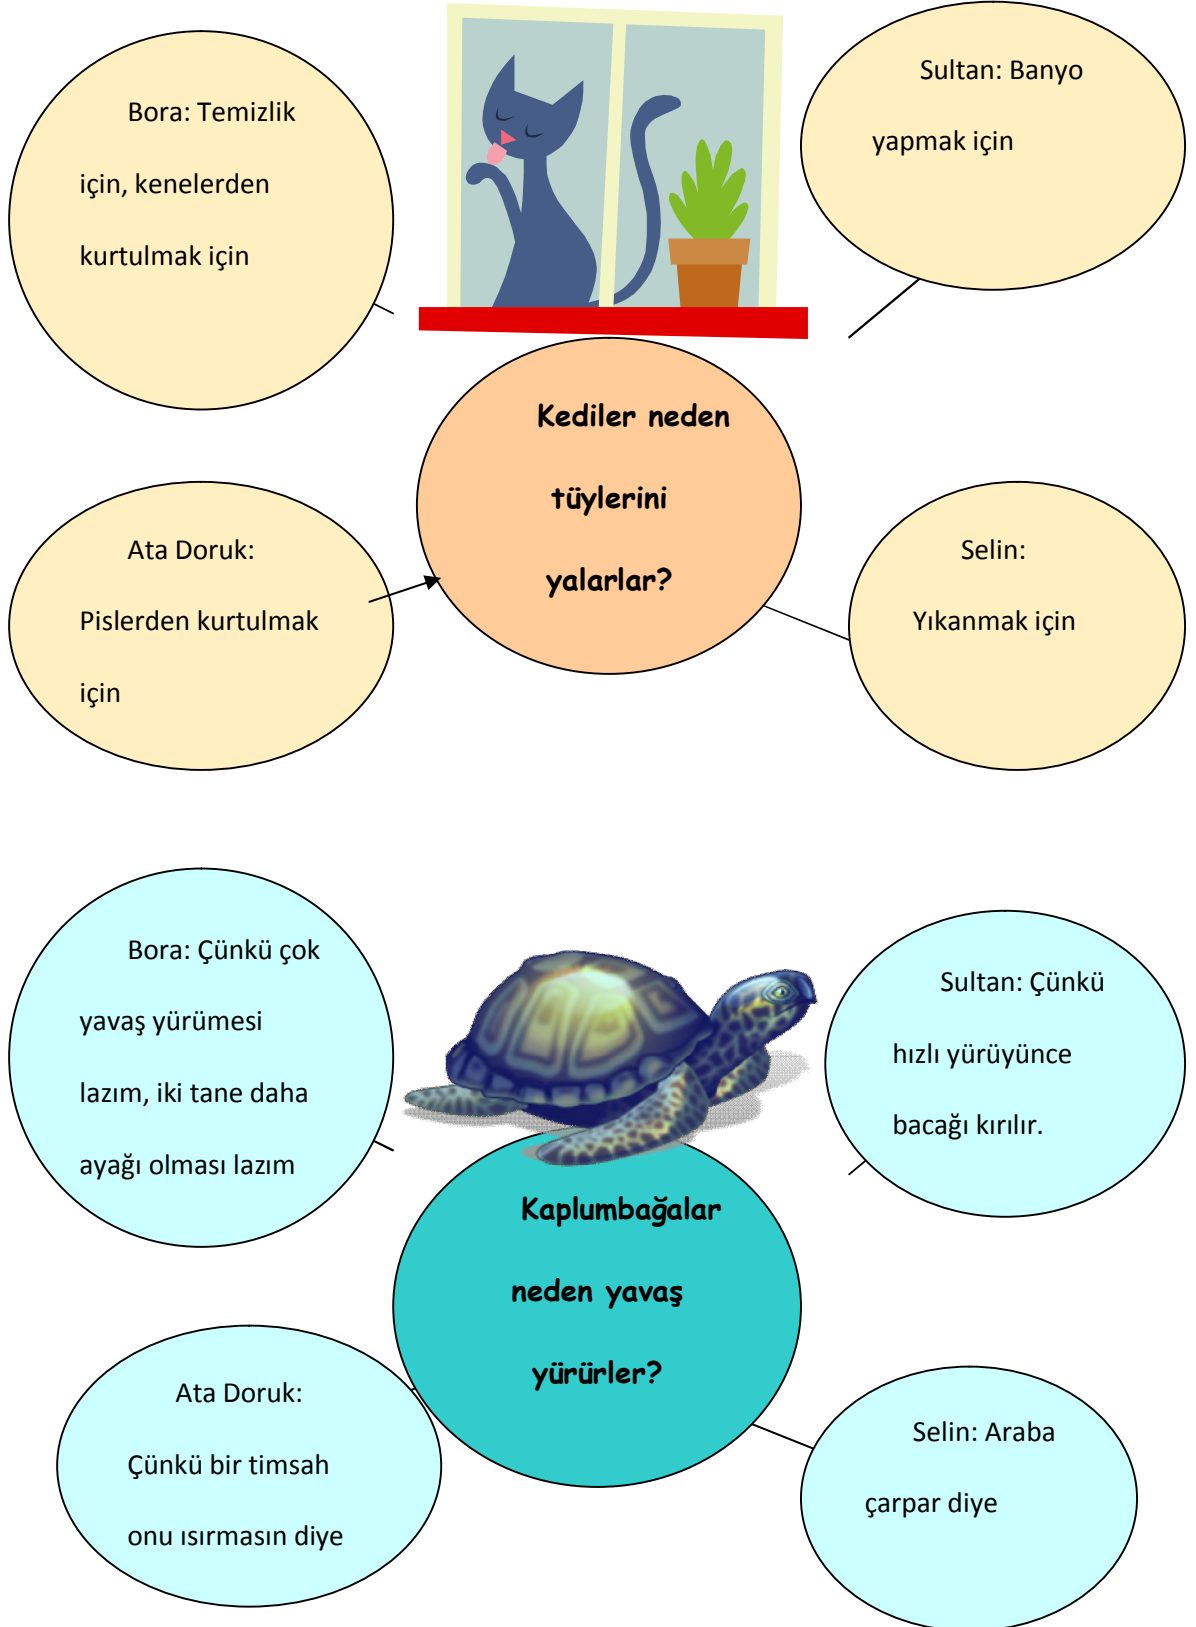 Bora: Temizlik
için, kenelerden
kurtulmak için
Sultan: Banyo
yapmak için
Kediler neden
tüylerini
yalarlar?
Ata Doruk:
Pislerden kurtulmak
için
Selin:
Yıkanmak için
Bora: Çünkü çok
yavaş yürümesi
lazım, iki tane daha
ayağı olması lazım
Sultan: Çünkü
hızlı yürüyünce
bacağı kırılır.
Kaplumbağalar
neden yavaş
yürürler?
Ata Doruk:
Çünkü bir timsah
onu ısırmasın diye
Selin: Araba
çarpar diye